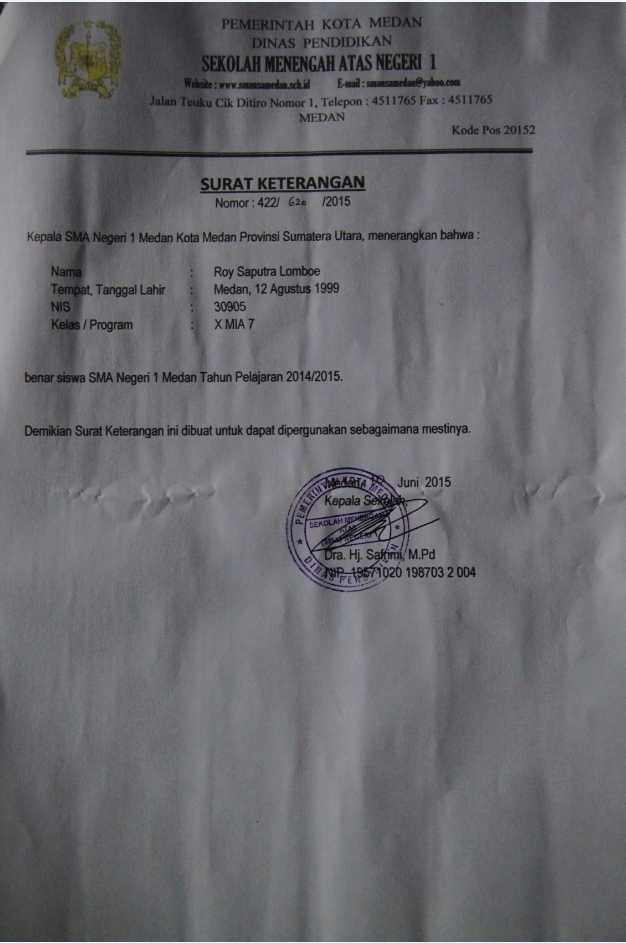 PEMERINTAH KOTA MEDAN
DINAS PENDIDIKAN
SEKOLAH MENENGAH ATAS NEGERI 1
Website : www.smansamedan.sch.id E-mail : smansamedan@yahoo.com
Jalan Teuku Cik Ditiro Nomor 1, Telepon : 4511765 Fax : 4511765
MEDAN
Kode Pos 20152
SURAT KETERANGAN
Nomor : 422/ 620 /2015
Kepala SMA Negeri 1 Medan Kota Medan Provinsi Sumatera Utara, menerangkan bahwa :
Nama : Roy Saputra Lomboe
Tempat, Tanggal Lahir : Medan, 12 Agustus 1999
NIS : 30905
Kelas / Program : X MIA 7
benar siswa SMA Negeri 1 Medan Tahun Pelajaran 2014/2015.
Demikian Surat Keterangan ini dibuat untuk dapat dipergunakan sebagaimana mestinya.
Medan, Juni 2015
Kepala Sekolah,
PEMERINTAH KOTA MEDAN
SEKOLAH MENENGAH
ATAS
DINAS PENDIDIKAN
Dra. Hj. Safrimi, M.Pd
NIP. 19571020 198703 2 004